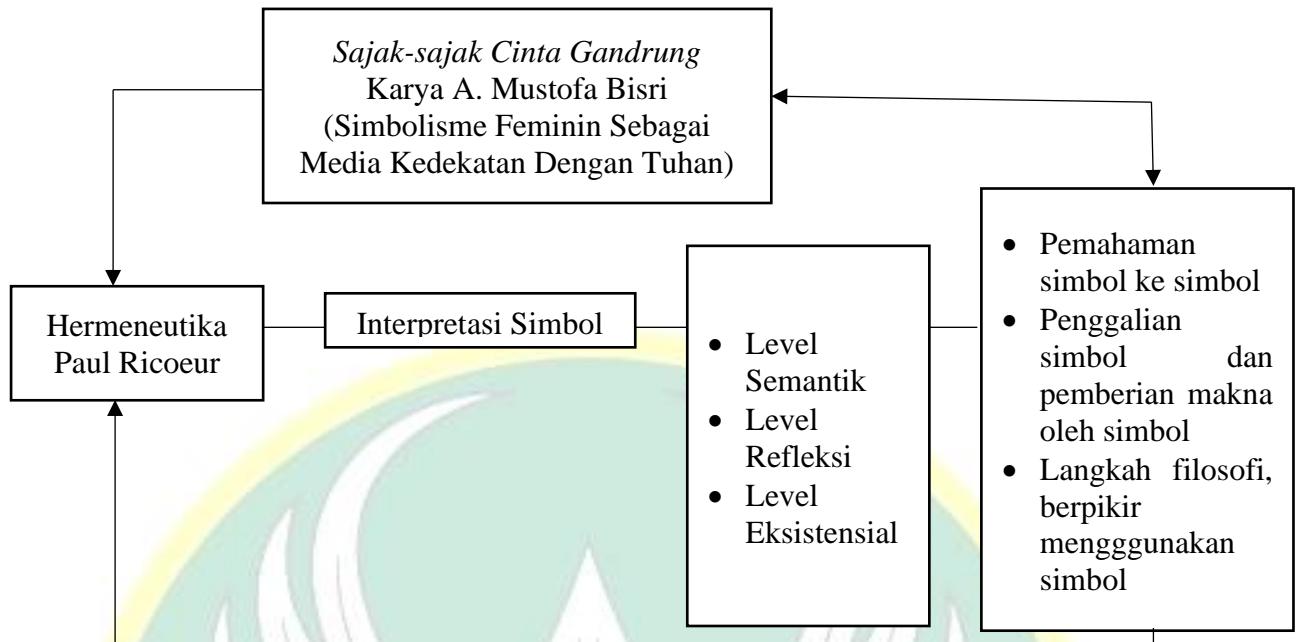 Sajak-sajak Cinta Gandrung
Karya A. Mustofa Bisri
(Simbolisme Feminin Sebagai
Media Kedekatan Dengan Tuhan)
Hermeneutika
Paul Ricoeur
Interpretasi Simbol
• Level
Semantik
• Level
Refleksi
• Level
Eksistensial
• Pemahaman
simbol ke simbol
• Penggalian
simbol dan
pemberian makna
oleh simbol
• Langkah filosofi,
berpikir
mengggunakan
simbol